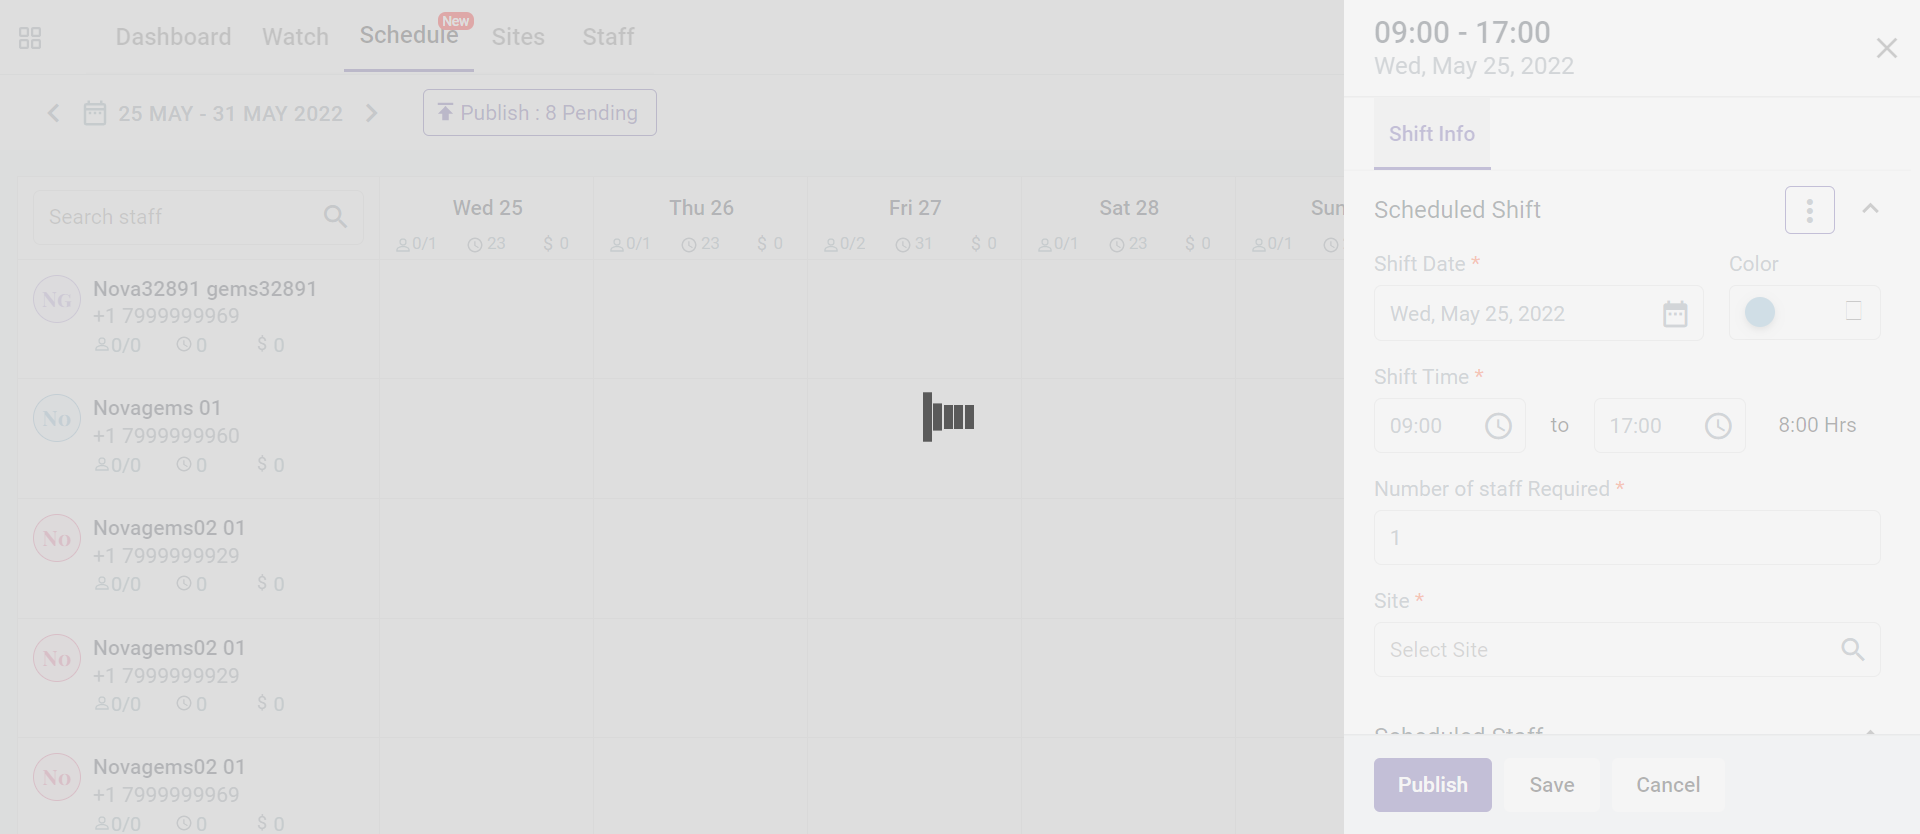 Dashboard Watch Schedule New Sites Staff
25 MAY - 31 MAY 2022 Publish : 8 Pending
Search staff
Wed 25 Thu 26 Fri 27 Sat 28 Sun
0/1 23 $ 0 0/1 23 $ 0 0/2 31 $ 0 0/1 23 $ 0 0/1
NG Nova32891 gems32891
+1 7999999969
0/0 0 $ 0
No Novagems 01
+1 7999999960
0/0 0 $ 0
No Novagems02 01
+1 7999999929
0/0 0 $ 0
No Novagems02 01
+1 7999999929
0/0 0 $ 0
No Novagems02 01
+1 7999999969
0/0 0 $ 0
09:00 - 17:00
Wed, May 25, 2022
Shift Info
Scheduled Shift
Shift Date * Color
Wed, May 25, 2022
Shift Time *
09:00 to 17:00 8:00 Hrs
Number of staff Required *
1
Site *
Select Site
Scheduled Staff
Publish Save Cancel